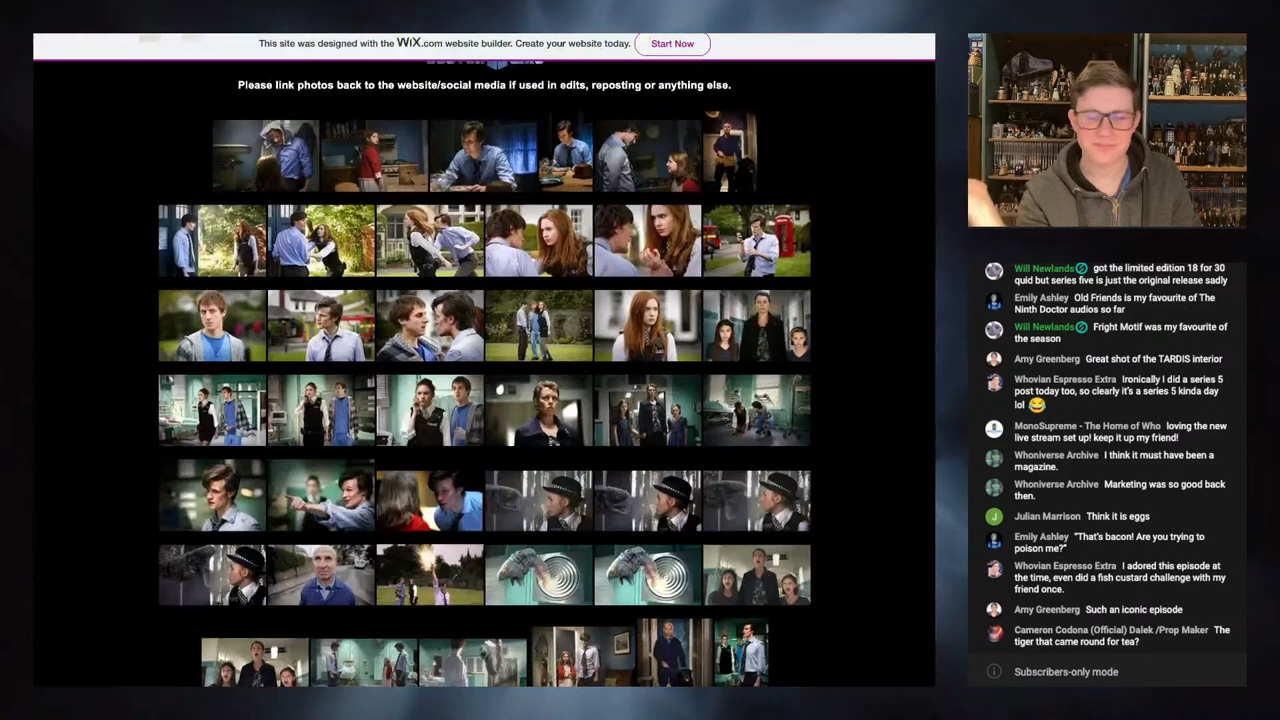 This site was designed with the WiX.com website builder. Create your website today. Start Now
Please link photos back to the website/social media if used in edits, reposting or anything else.
Will Newlands got the limited edition 18 for 30
quid but series five is just the original release sadly
Emily Ashley Old Friends is my favourite of The
Ninth Doctor audios so far
Will Newlands Fright Motif was my favourite of
the season
Amy Greenberg Great shot of the TARDIS interior
Whovian Espresso Extra Ironically I did a series 5
post today too, so clearly it's a series 5 kinda day
lol
MonoSupreme - The Home of Who loving the new
live stream set up! keep it up my friend!
Whoniverse Archive I think it must have been a
magazine.
Whoniverse Archive Marketing was so good back
then.
J Julian Marrison Think it is eggs
Emily Ashley "That's bacon! Are you trying to
poison me?"
Whovian Espresso Extra I adored this episode at
the time, even did a fish custard challenge with my
friend once.
Amy Greenberg Such an iconic episode
Cameron Codona (Official) Dalek /Prop Maker The
tiger that came round for tea?
Subscribers-only mode